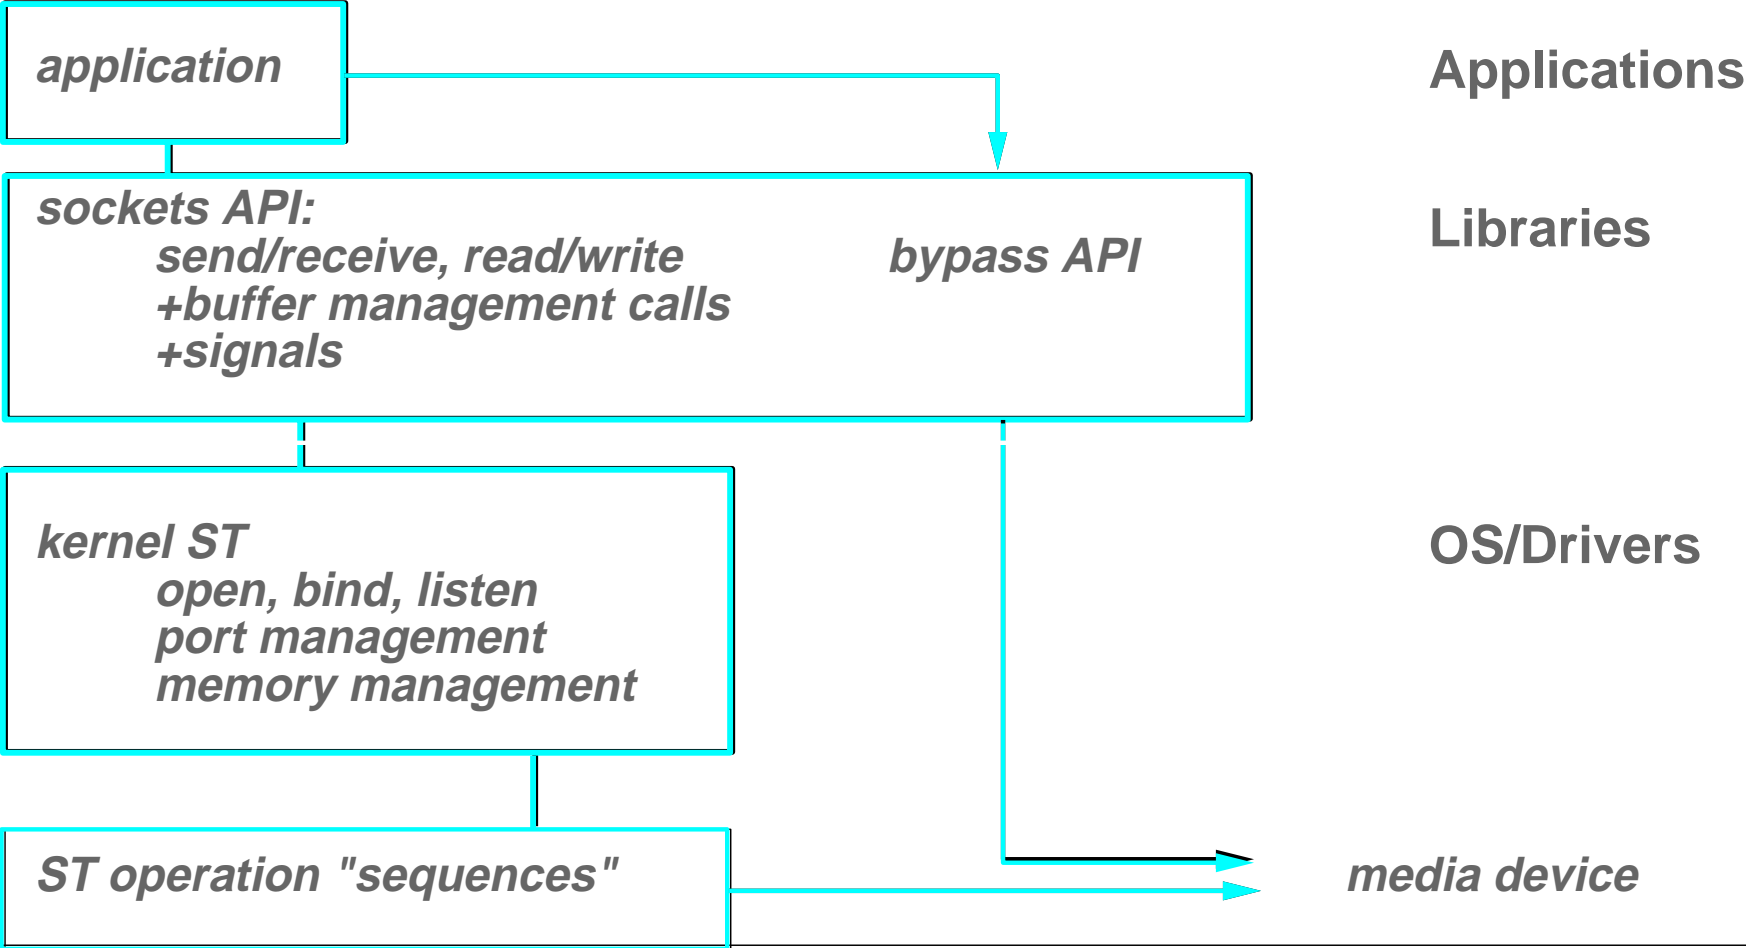 application
Applications
sockets API:
Libraries
send/receive, read/write
bypass API
+buffer management calls
+signals
kernel ST
OS/Drivers
open, bind, listen
port management
memory management
ST operation "sequences"
media device